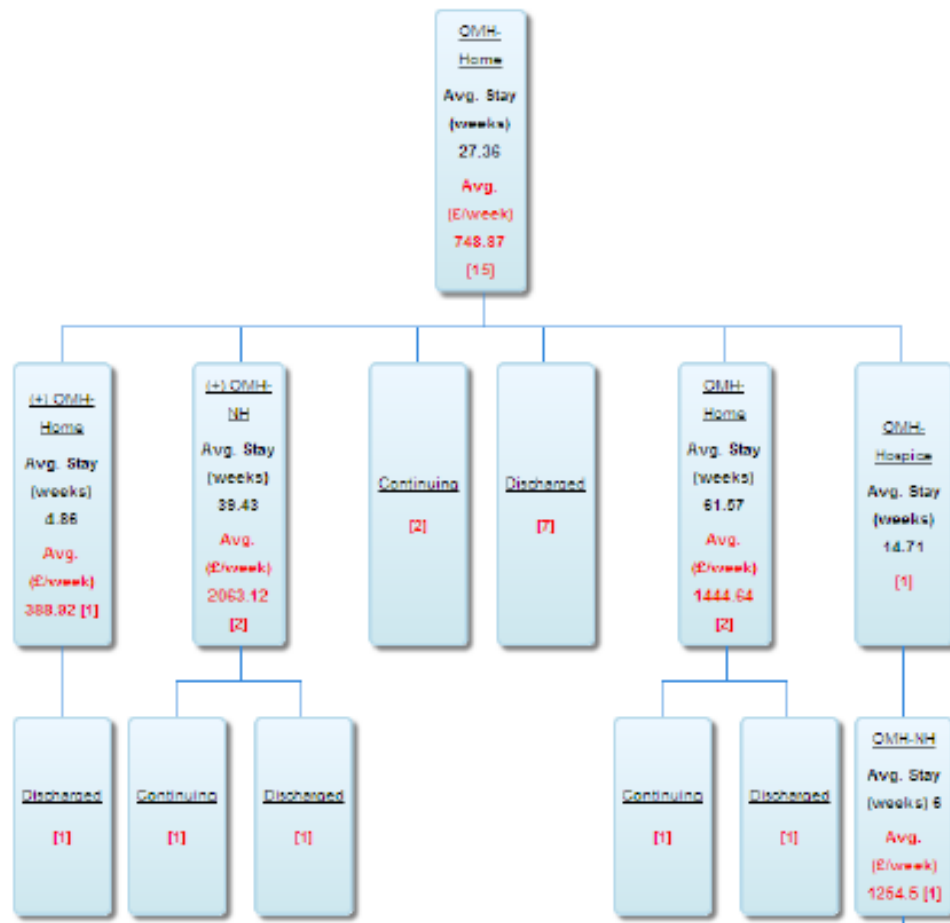 OMH-
Home
Avg. Stay
(weeks)
27.36
Avg.
(£/week)
748.87
[15]
(+) OMH-
Home
Avg. Stay
(weeks)
4.86
Avg.
(£/week)
388.92 [1]
(+) OMH-
NH
Avg. Stay
(weeks)
39.43
Avg.
(£/week)
2063.12
[2]
Continuing
[2]
Discharged
[7]
OMH-
Home
Avg. Stay
(weeks)
61.57
Avg.
(£/week)
1444.64
[2]
OMH-
Hospice
Avg. Stay
(weeks)
14.71
[1]
Discharged
[1]
Continuing
[1]
Discharged
[1]
Continuing
[1]
Discharged
[1]
OMH-NH
Avg. Stay
(weeks) 6
Avg.
(£/week)
1254.5 [1]